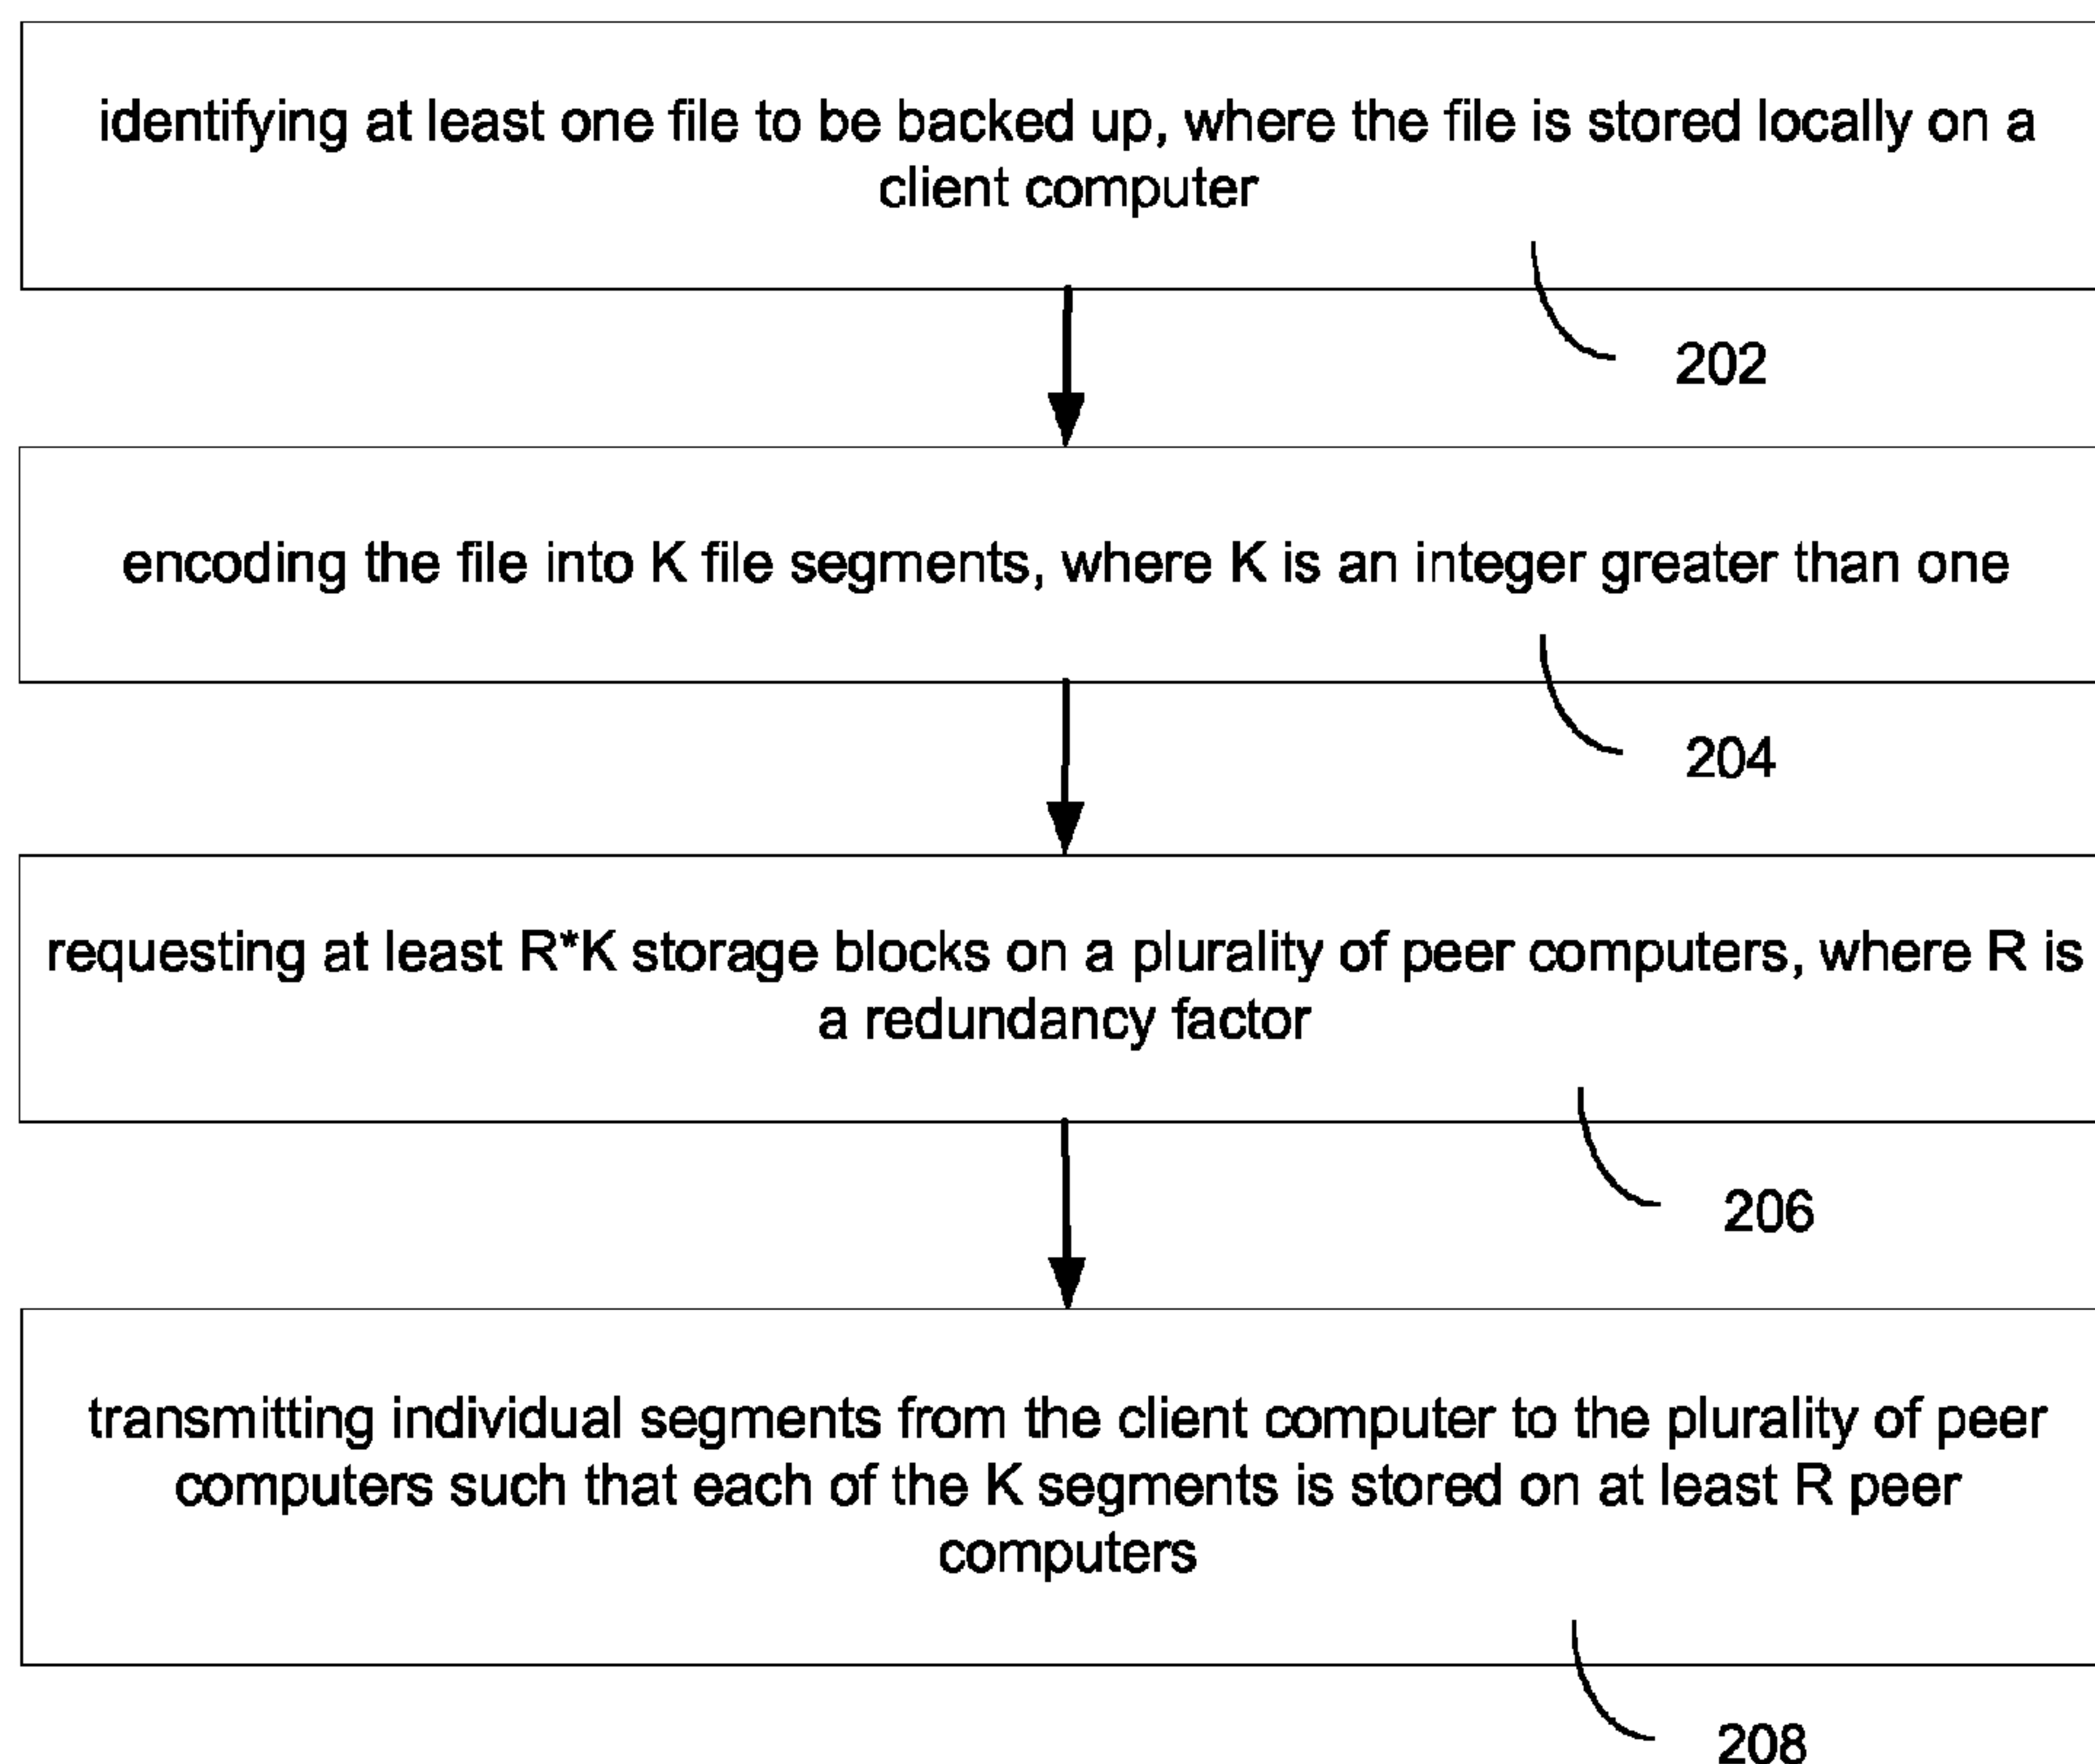 identifying at least one file to be backed up, where the file is stored locally on a
client computer
202
encoding the file into K file segments, where K is an integer greater than one
204
requesting at least R*K storage blocks on a plurality of peer computers, where R is
a redundancy factor
206
transmitting individual segments from the client computer to the plurality of peer
computers such that each of the K segments is stored on at least R peer
computers
208